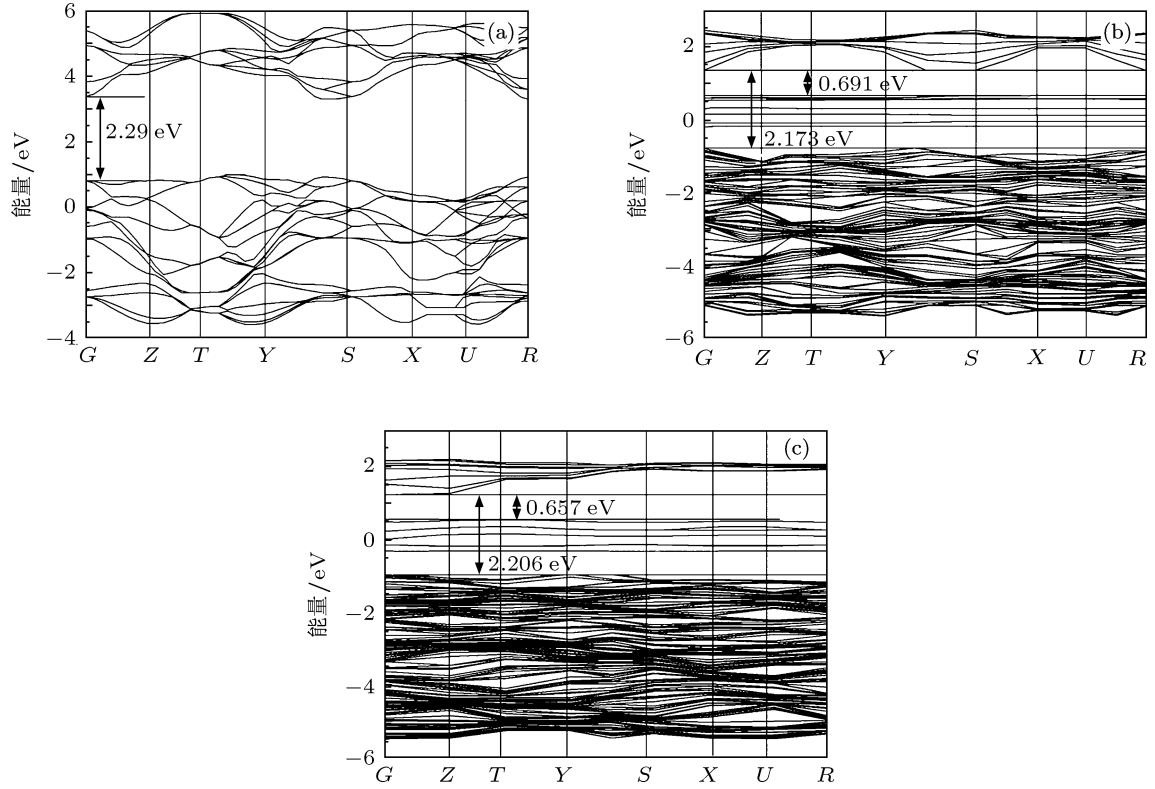 (a)
6
4
2
0
−2
−4
能量/eV
2.29 eV
G Z T Y S X U R
(b)
2
0
−2
−4
−6
能量/eV
0.691 eV
2.173 eV
G Z T Y S X U R
(c)
2
0
−2
−4
−6
能量/eV
0.657 eV
2.206 eV
G Z T Y S X U R